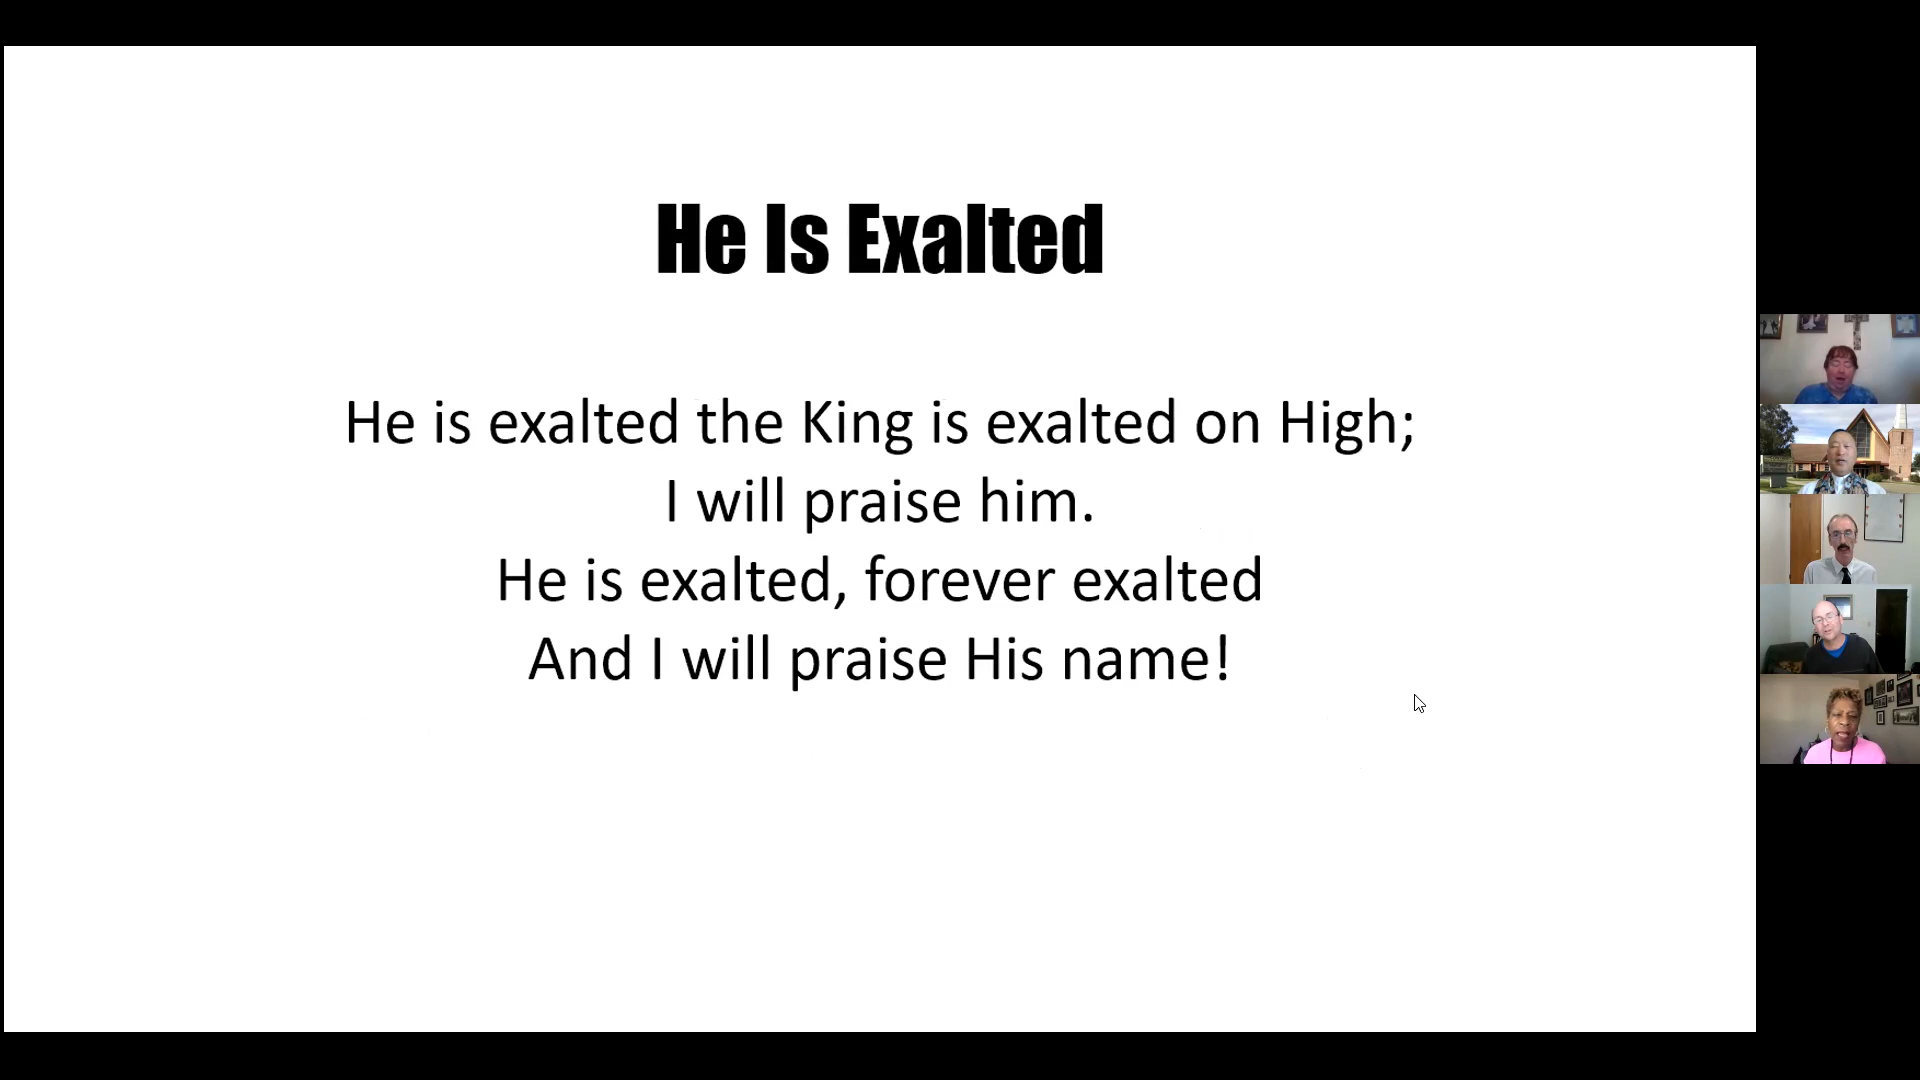 He Is Exalted
He is exalted the King is exalted on High;
I will praise him.
He is exalted, forever exalted
And I will praise His name!